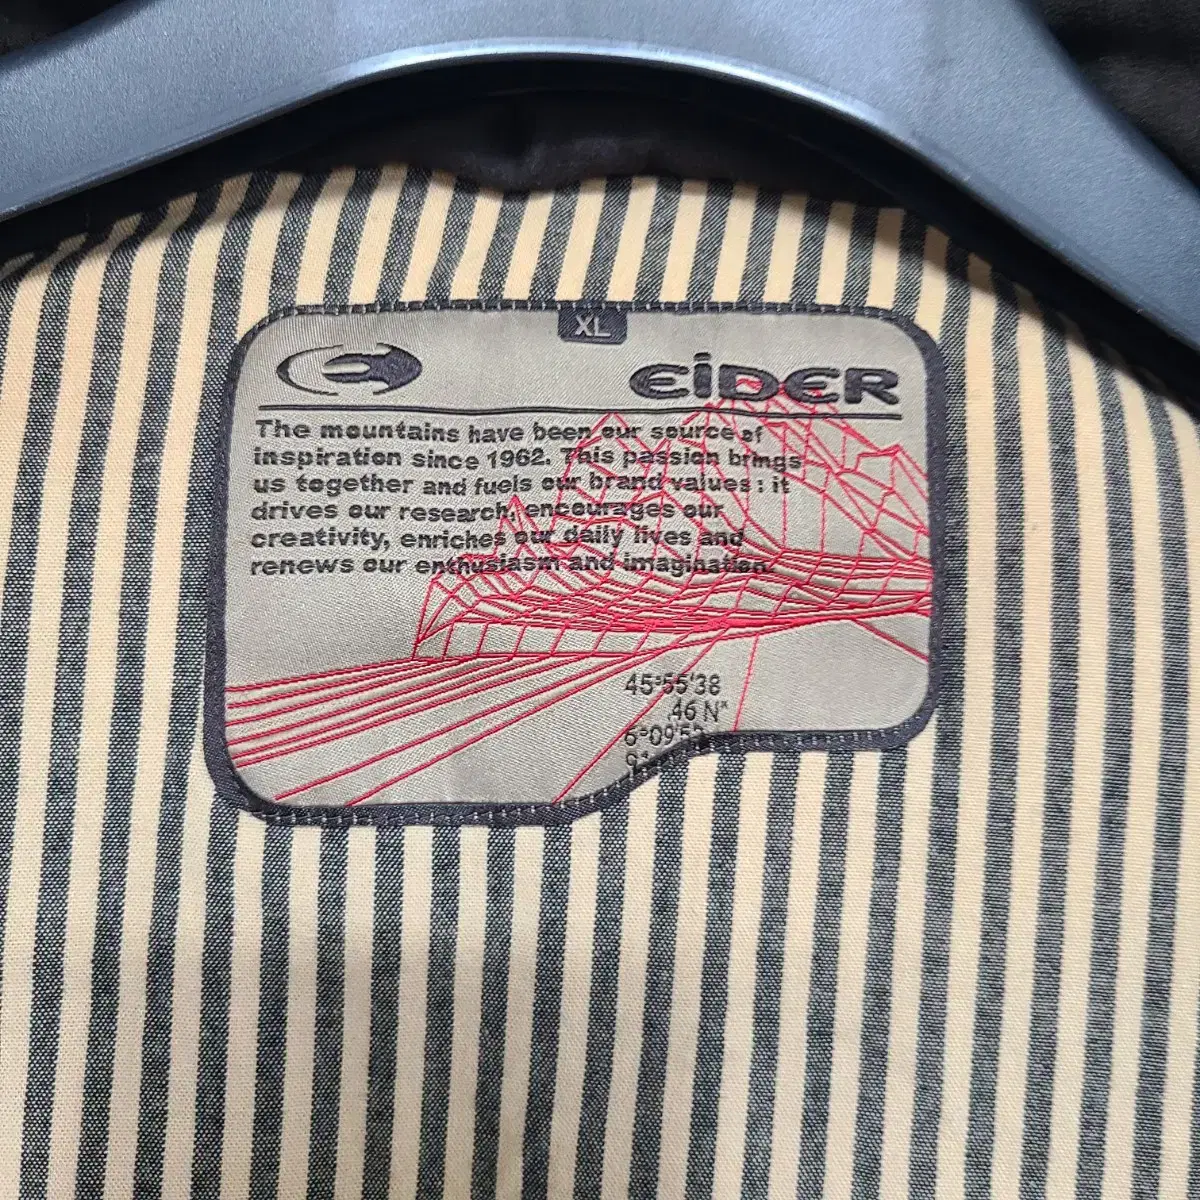 XL
EiDER
The mountains have been our source of
inspiration since 1962. This passion brings
us together and fuels our brand values : it
drives our research, encourages our
creativity, enriches our daily lives and
renews our enthusiasm and imagination.
45°55'38
.46 N"